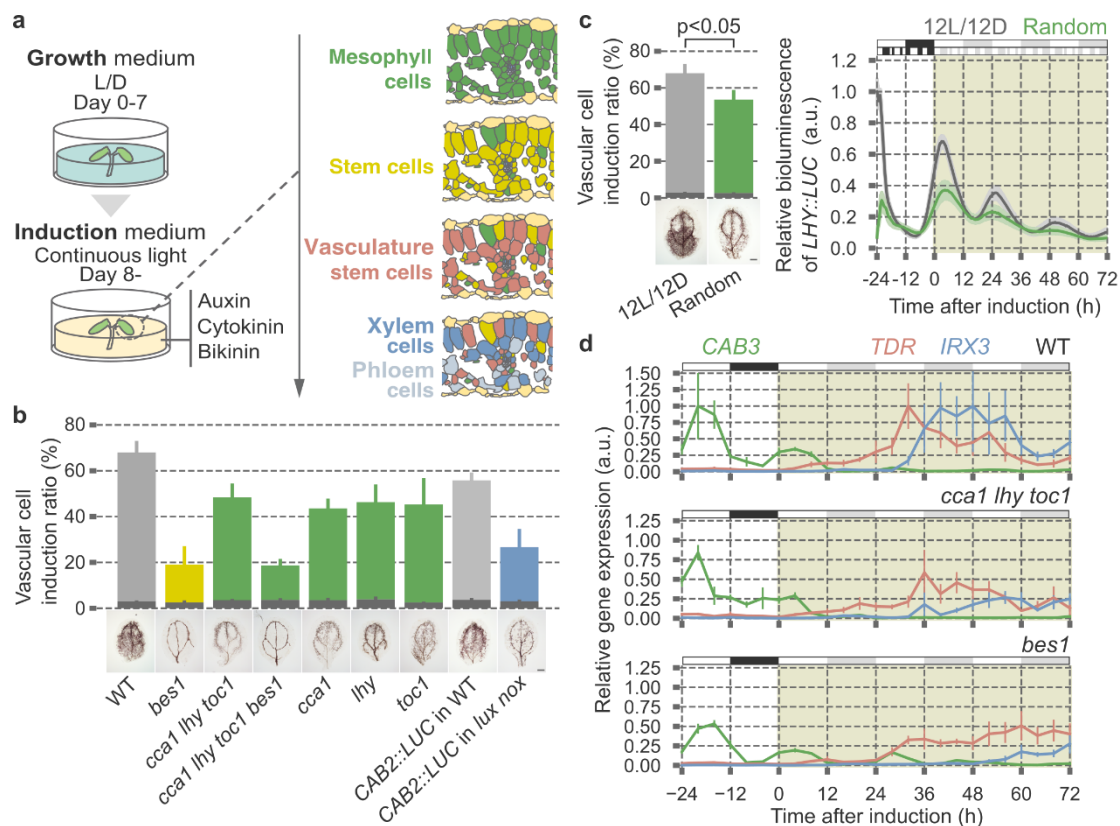 a
Growth medium
L/D
Day 0-7
Induction medium
Continuous light
Day 8-
Auxin
Cytokinin
Bikinin
Mesophyll
cells
Stem cells
Vasculature
stem cells
Xylem
cells
Phloem
cells
b
Vascular cell
induction ratio (%)
80
60
40
20
0
WT
bes1
cca1 lhy toc1
cca1 lhy toc1 bes1
cca1
lhy
toc1
CAB2::LUC in WT
CAB2::LUC in lux nox
c
p<0.05
Vascular cell
induction ratio (%)
80
60
40
20
0
12L/12D
Random
12L/12D Random
Relative bioluminescence
of LHY::LUC (a.u.)
1.2
1.0
0.8
0.6
0.4
0.2
0.0
-24 -12 0 12 24 36 48 60 72
Time after induction (h)
d
CAB3 TDR IRX3 WT
Relative gene expression (a.u.)
1.50
1.25
1.00
0.75
0.50
0.25
0.00
cca1 lhy toc1
1.25
1.00
0.75
0.50
0.25
0.00
bes1
1.25
1.00
0.75
0.50
0.25
0.00
−24 −12 0 12 24 36 48 60 72
Time after induction (h)